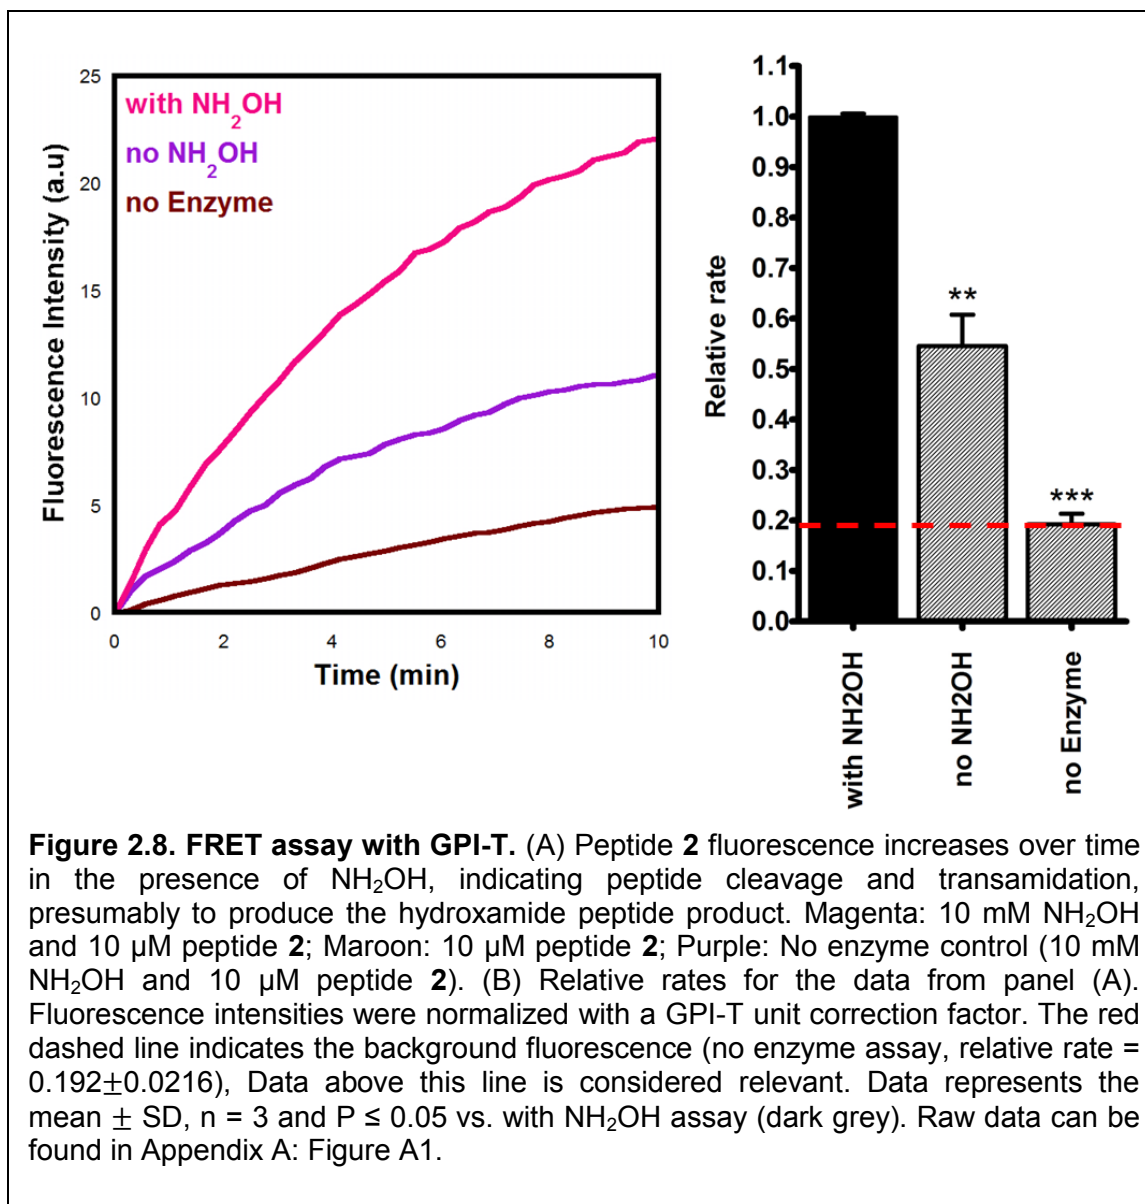 25
20
15
10
5
0
Fluorescence Intensity (a.u)
with NH2OH
no NH2OH
no Enzyme
0 2 4 6 8 10
Time (min)
1.1
1.0
0.9
0.8
0.7
0.6
0.5
0.4
0.3
0.2
0.1
0.0
Relative rate
**
***
with NH2OH
no NH2OH
no Enzyme
Figure 2.8. FRET assay with GPI-T. (A) Peptide 2 fluorescence increases over time
in the presence of NH₂OH, indicating peptide cleavage and transamidation,
presumably to produce the hydroxamide peptide product. Magenta: 10 mM NH₂OH
and 10 µM peptide 2; Maroon: 10 µM peptide 2; Purple: No enzyme control (10 mM
NH₂OH and 10 µM peptide 2). (B) Relative rates for the data from panel (A).
Fluorescence intensities were normalized with a GPI-T unit correction factor. The red
dashed line indicates the background fluorescence (no enzyme assay, relative rate =
0.192±0.0216), Data above this line is considered relevant. Data represents the
mean ± SD, n = 3 and P ≤ 0.05 vs. with NH₂OH assay (dark grey). Raw data can be
found in Appendix A: Figure A1.